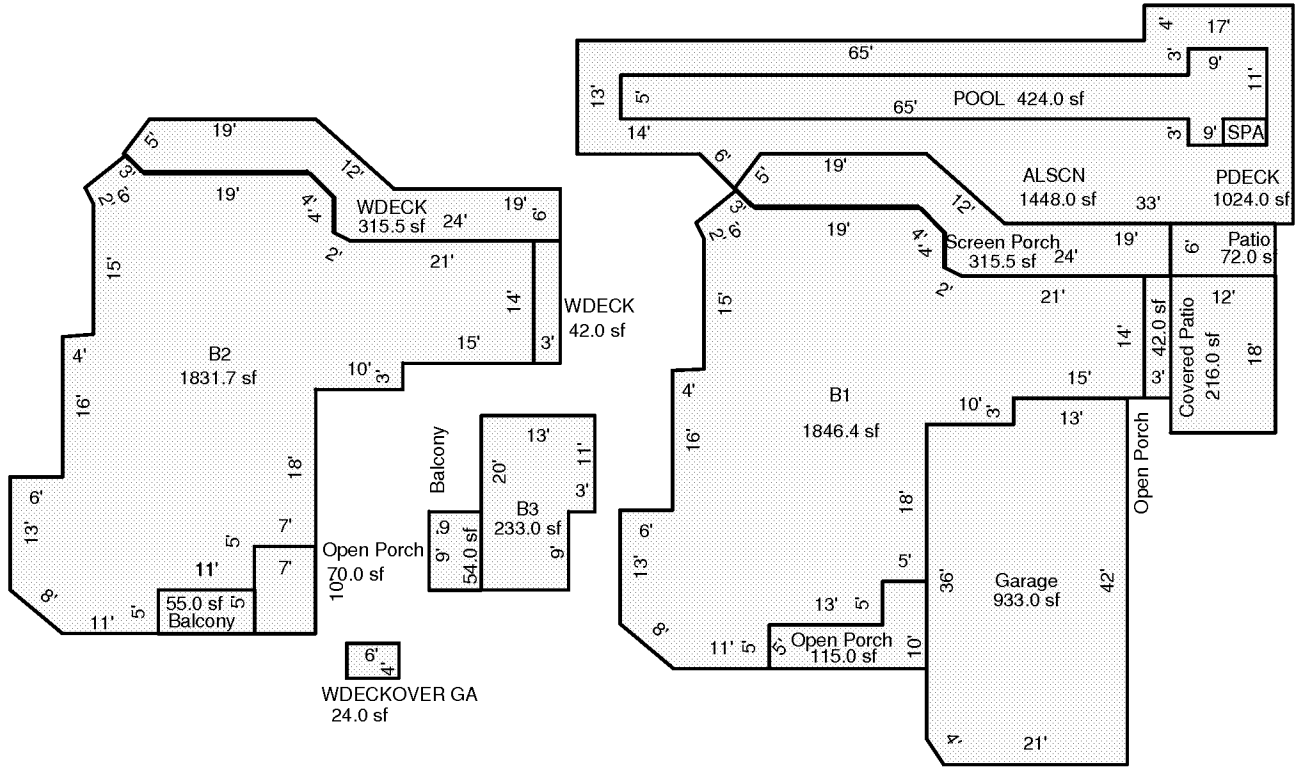 4'
17'
65'
3'
9'
11'
13'
5'
POOL 424.0 sf
65'
14'
3'
9'
SPA
6'
ALSCN
1448.0 sf
PDECK
1024.0 sf
33'
5'
19'
12'
3'
2'
6'
19'
4'
4'
2'
Screen Porch
315.5 sf
24'
19'
6'
Patio
72.0 s
21'
14'
42.0 sf
3'
12'
Covered Patio
216.0 sf
18'
15'
4'
16'
B1
1846.4 sf
15'
10'
3'
13'
Open Porch
18'
6'
13'
5'
8'
13'
5'
11'
5'
5'
Open Porch
115.0 sf
10'
36'
Garage
933.0 sf
42'
4'
21'
5'
19'
12'
3'
2'
6'
19'
4'
4'
2'
WDECK
315.5 sf
24'
19'
6'
21'
14'
WDECK
42.0 sf
3'
15'
4'
B2
1831.7 sf
15'
10'
3'
16'
18'
6'
13'
7'
5'
11'
7'
Open Porch
70.0 sf
10'
8'
11'
5'
55.0 sf
5'
Balcony
Balcony
13'
11'
20'
3'
B3
233.0 sf
6'
9'
54.0 sf
9'
6'
4'
WDECKOVER GA
24.0 sf